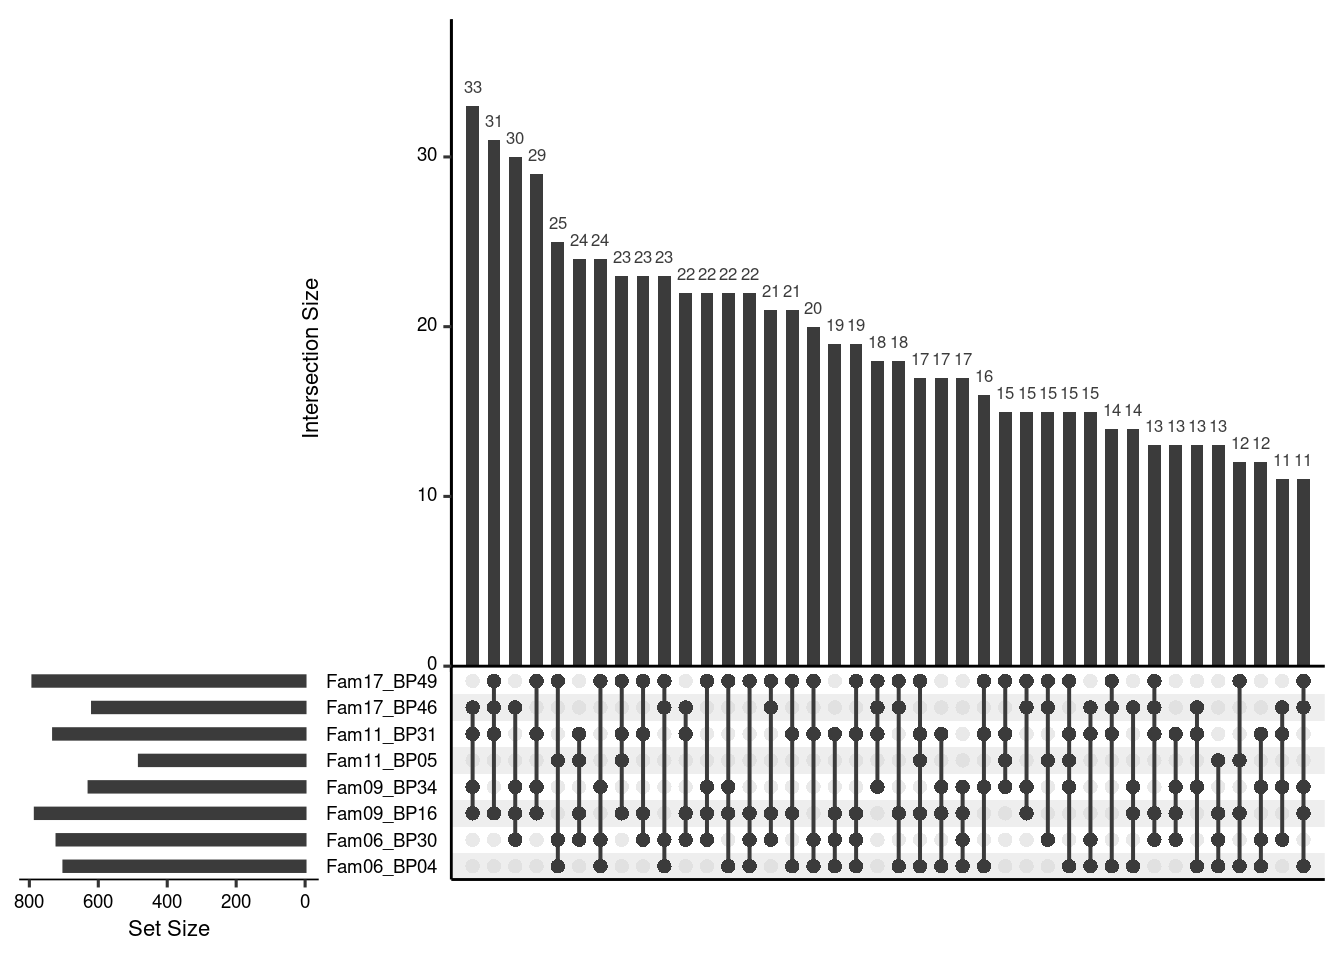 33
31
30
29
25
24 24
23 23 23
22 22 22 22
21 21
20
19 19
18 18
17 17 17
16
15 15 15 15 15
14 14
13 13 13 13
12 12
11 11
30
20
10
0
Intersection Size
Fam17_BP49
Fam17_BP46
Fam11_BP31
Fam11_BP05
Fam09_BP34
Fam09_BP16
Fam06_BP30
Fam06_BP04
800 600 400 200 0
Set Size